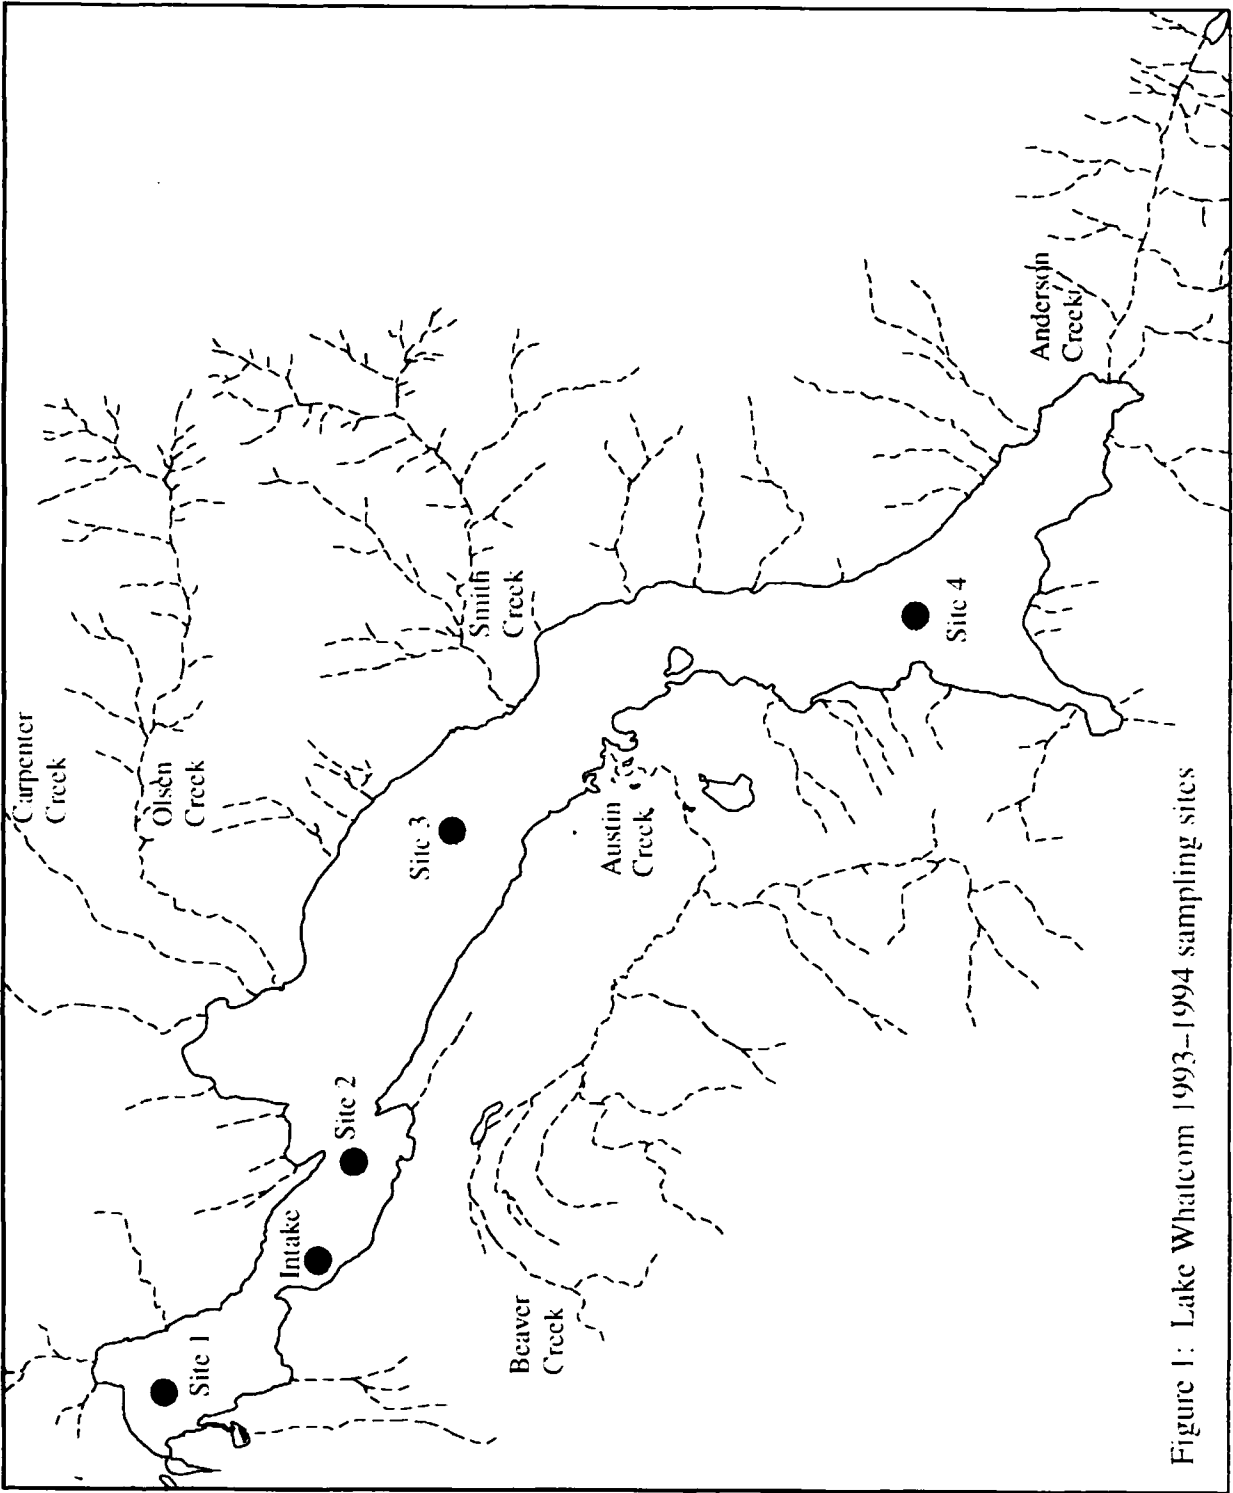 Carpenter
Creek
Olsen
Creek
Smith
Creek
Anderson
Creek
Site 3
Site 4
Austin
Creek
Site 2
Intake
Site 1
Beaver
Creek
Figure 1: Lake Whatcom 1993–1994 sampling sites